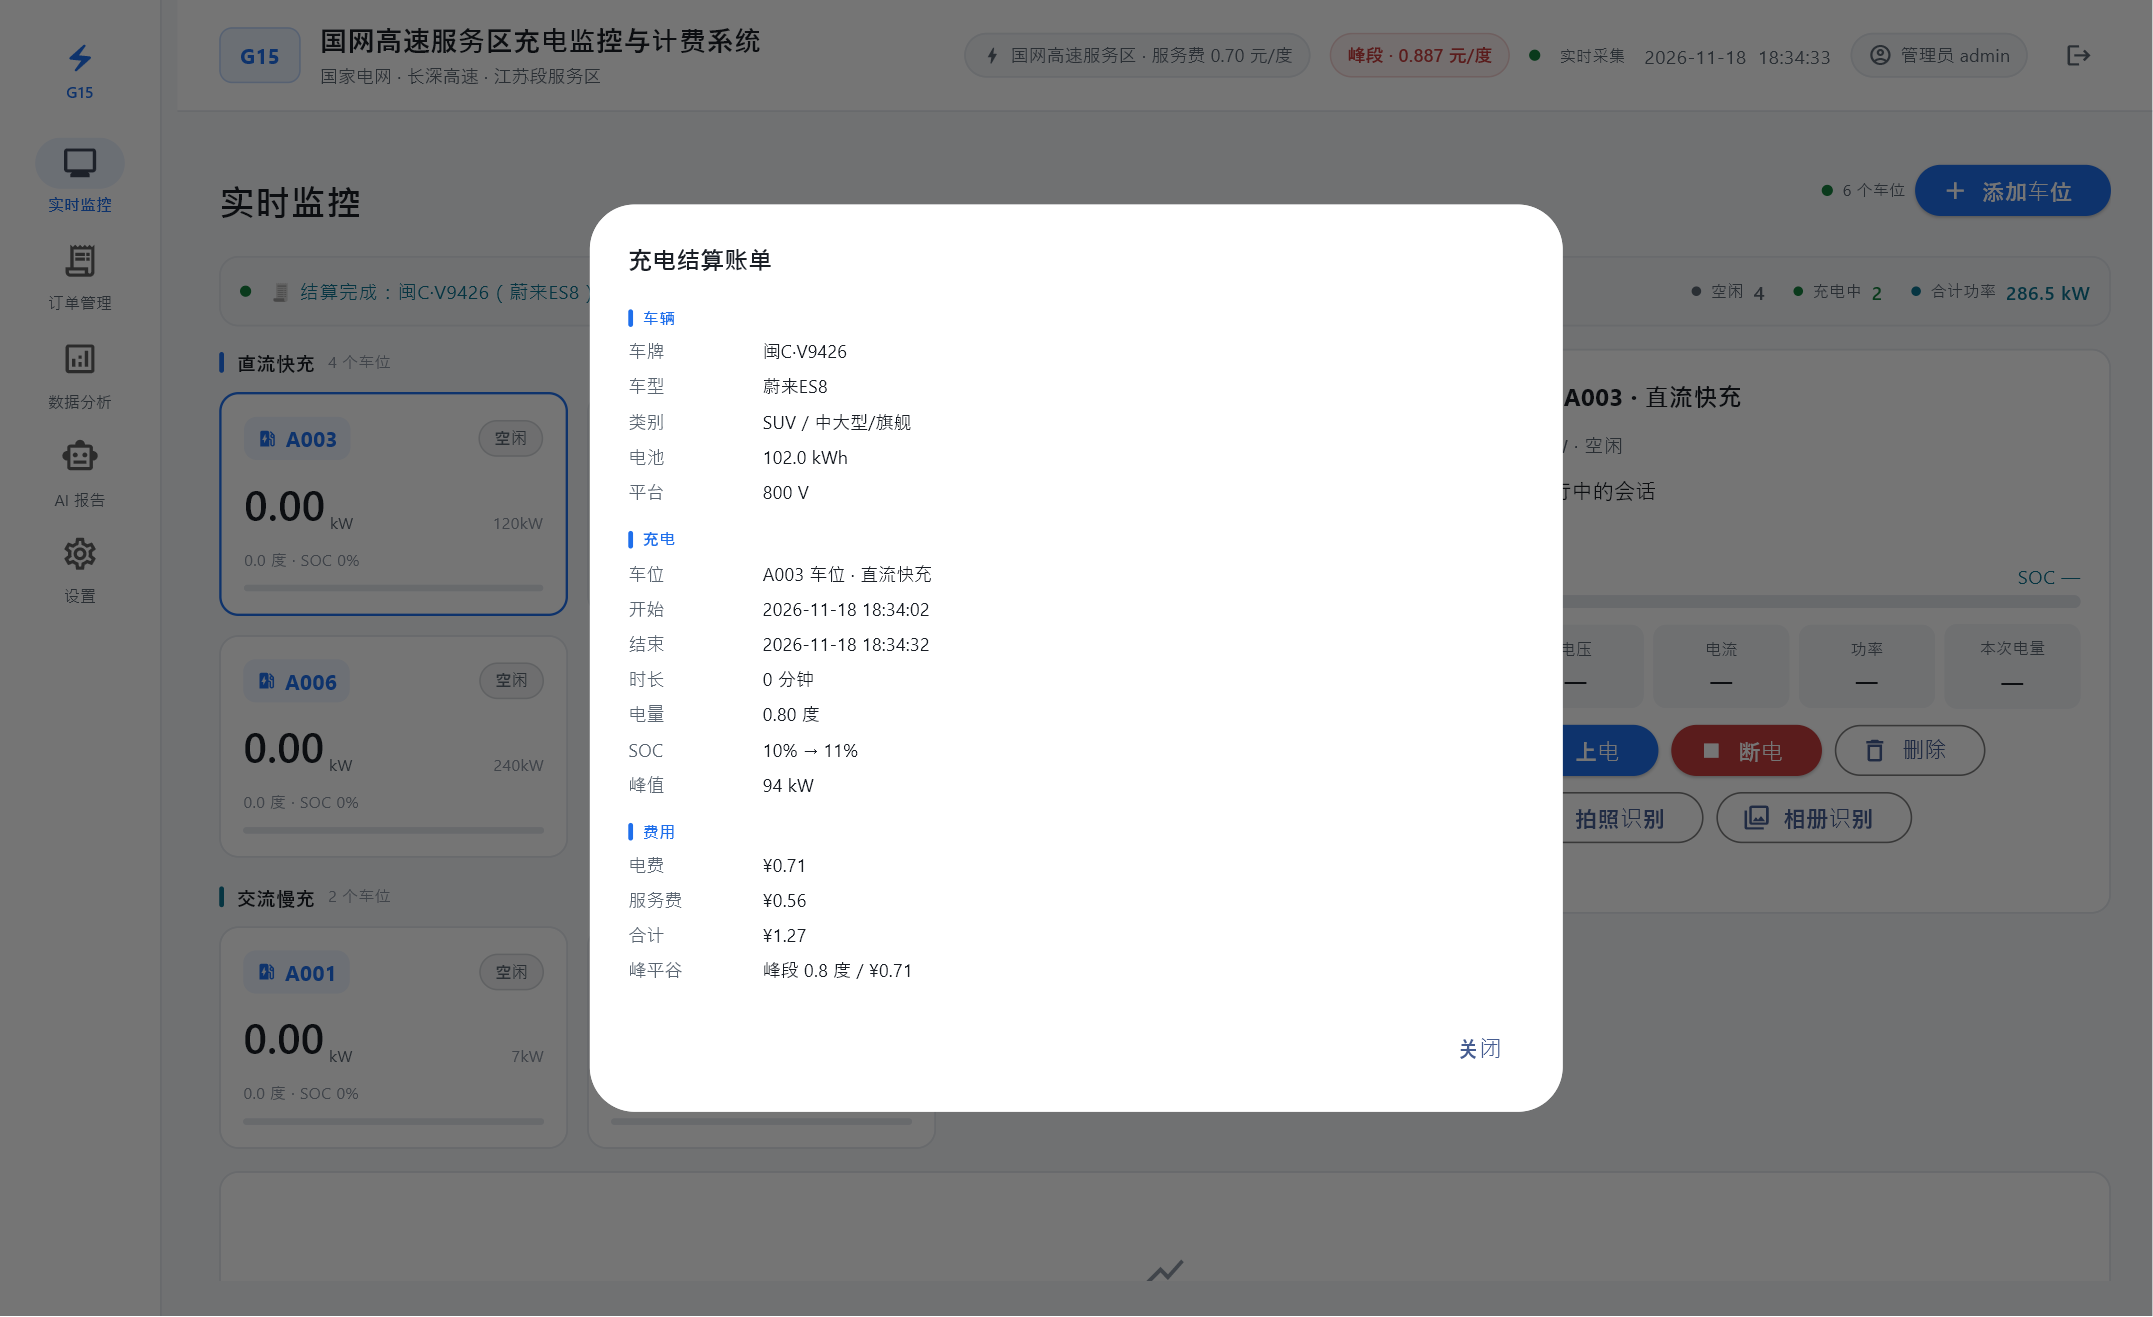 G15
实时监控
订单管理
数据分析
AI 报告
设置
G15
国网高速服务区充电监控与计费系统
国家电网 · 长深高速 · 江苏段服务区
国网高速服务区 · 服务费 0.70 元/度
峰段 · 0.887 元/度
实时采集
2026-11-18 18:34:33
管理员 admin
实时监控
6 个车位
添加车位
结算完成：闽C·V9426（蔚来ES8）
空闲 4
充电中 2
合计功率 286.5 kW
直流快充 4 个车位
A003
空闲
0.00 kW
120kW
0.0 度 · SOC 0%
A006
空闲
0.00 kW
240kW
0.0 度 · SOC 0%
交流慢充 2 个车位
A001
空闲
0.00 kW
7kW
0.0 度 · SOC 0%
充电结算账单
车辆
车牌 闽C·V9426
车型 蔚来ES8
类别 SUV / 中大型/旗舰
电池 102.0 kWh
平台 800 V
充电
车位 A003 车位 · 直流快充
开始 2026-11-18 18:34:02
结束 2026-11-18 18:34:32
时长 0 分钟
电量 0.80 度
SOC 10% → 11%
峰值 94 kW
费用
电费 ¥0.71
服务费 ¥0.56
合计 ¥1.27
峰平谷 峰段 0.8 度 / ¥0.71
关闭
A003 · 直流快充
· 空闲
行中的会话
SOC —
电压
—
电流
—
功率
—
本次电量
—
上电
断电
删除
拍照识别
相册识别